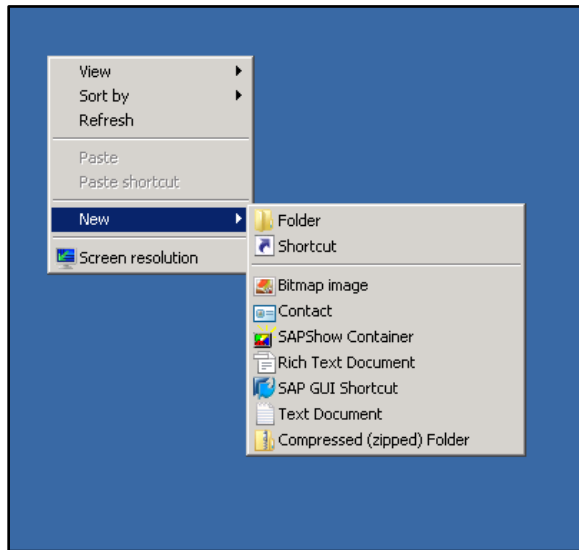 View
Sort by
Refresh
Paste
Paste shortcut
New
Screen resolution
Folder
Shortcut
Bitmap image
Contact
SAPShow Container
Rich Text Document
SAP GUI Shortcut
Text Document
Compressed (zipped) Folder